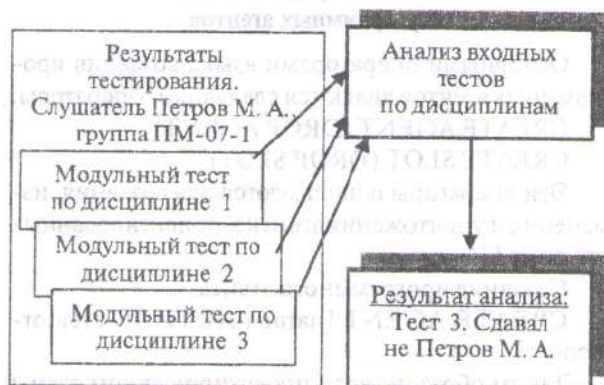 Результаты
тестирования.
Слушатель Петров М. А.,
группа ПМ-07-1
Модульный тест
по дисциплине 1
Модульный тест по
дисциплине 2
Модульный тест по
дисциплине 3
Анализ входных
тестов
по дисциплинам
Результат анализа:
Тест 3. Сдавал
не Петров М. А.